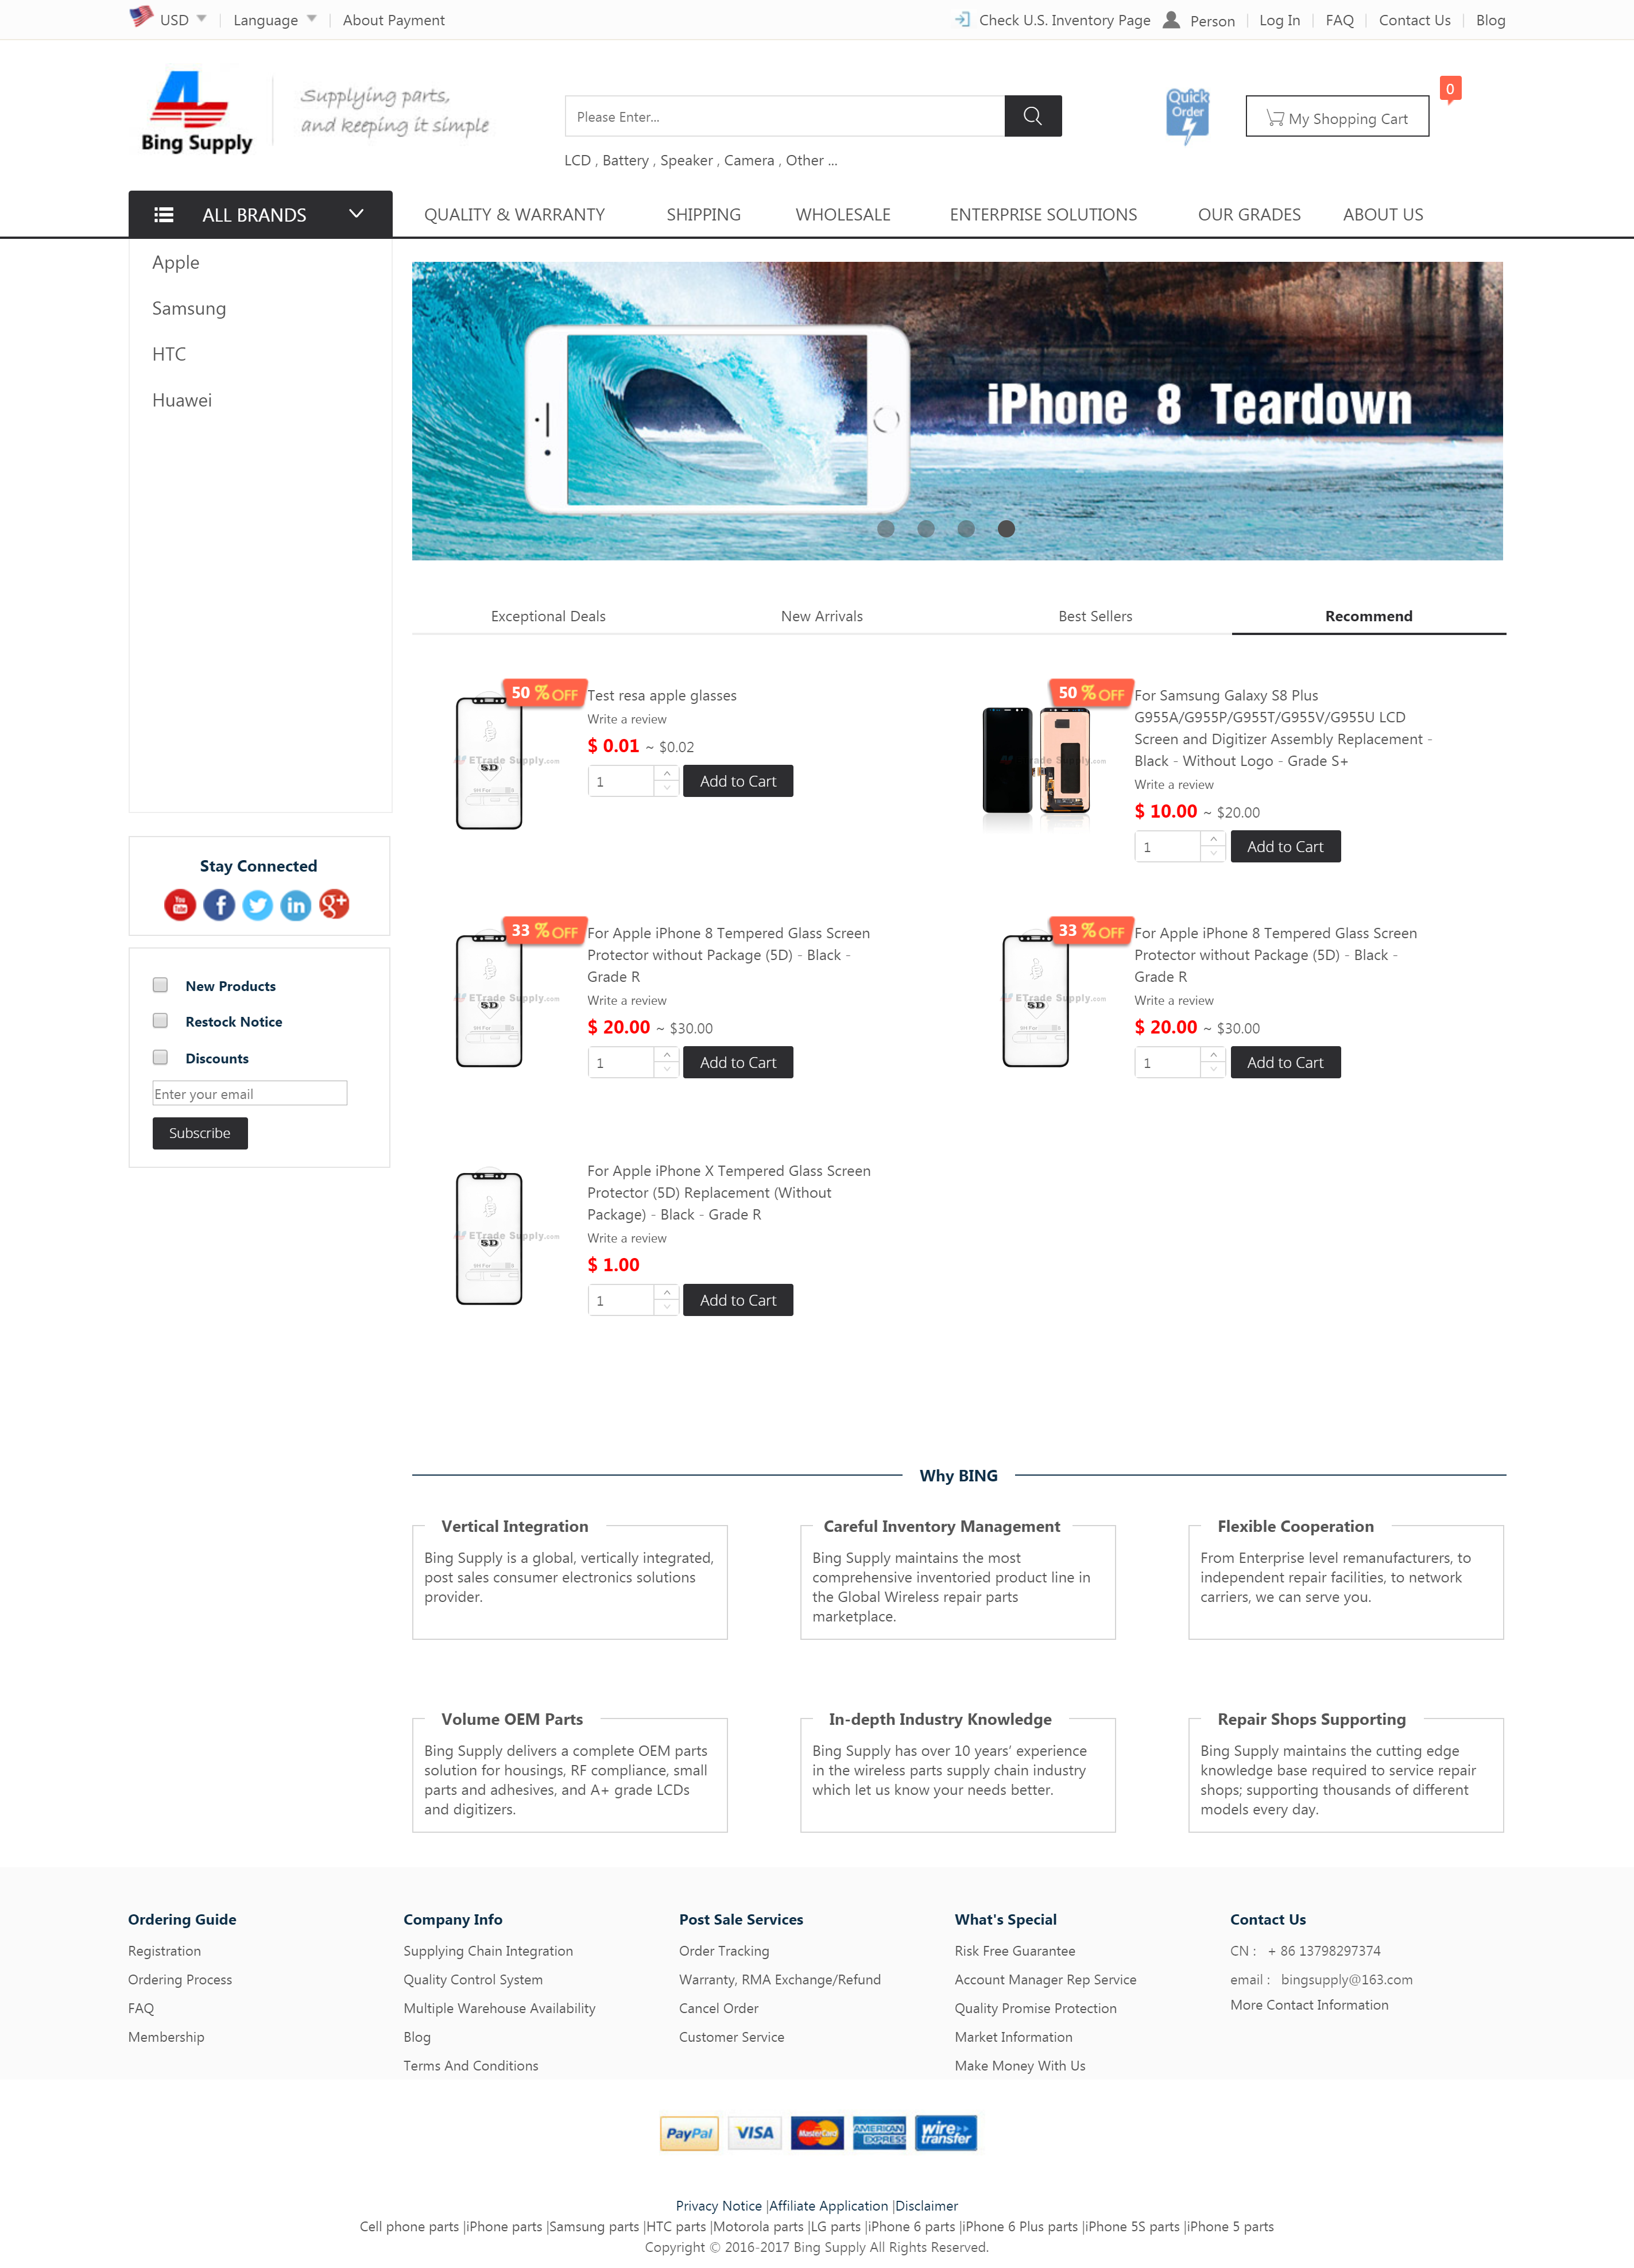 USD
Language
About Payment
Check U.S. Inventory Page
Person
Log In
FAQ
Contact Us
Blog
Bing Supply
Supplying parts,
and keeping it simple
Please Enter...
LCD , Battery , Speaker , Camera , Other ...
Quick
Order
My Shopping Cart
0
ALL BRANDS
QUALITY & WARRANTY
SHIPPING
WHOLESALE
ENTERPRISE SOLUTIONS
OUR GRADES
ABOUT US
Apple
Samsung
HTC
Huawei
iPhone 8 Teardown
Exceptional Deals
New Arrivals
Best Sellers
Recommend
50 % OFF
ETrade Supply.com
5D
Test resa apple glasses
Write a review
$ 0.01 ~ $0.02
1
Add to Cart
50 % OFF
ETrade Supply.com
For Samsung Galaxy S8 Plus
G955A/G955P/G955T/G955V/G955U LCD
Screen and Digitizer Assembly Replacement -
Black - Without Logo - Grade S+
Write a review
$ 10.00 ~ $20.00
1
Add to Cart
Stay Connected
You
Tube
New Products
Restock Notice
Discounts
Enter your email
Subscribe
33 % OFF
ETrade Supply.com
5D
For Apple iPhone 8 Tempered Glass Screen
Protector without Package (5D) - Black -
Grade R
Write a review
$ 20.00 ~ $30.00
1
Add to Cart
33 % OFF
ETrade Supply.com
5D
For Apple iPhone 8 Tempered Glass Screen
Protector without Package (5D) - Black -
Grade R
Write a review
$ 20.00 ~ $30.00
1
Add to Cart
ETrade Supply.com
5D
For Apple iPhone X Tempered Glass Screen
Protector (5D) Replacement (Without
Package) - Black - Grade R
Write a review
$ 1.00
1
Add to Cart
Why BING
Vertical Integration
Bing Supply is a global, vertically integrated,
post sales consumer electronics solutions
provider.
Careful Inventory Management
Bing Supply maintains the most
comprehensive inventoried product line in
the Global Wireless repair parts
marketplace.
Flexible Cooperation
From Enterprise level remanufacturers, to
independent repair facilities, to network
carriers, we can serve you.
Volume OEM Parts
Bing Supply delivers a complete OEM parts
solution for housings, RF compliance, small
parts and adhesives, and A+ grade LCDs
and digitizers.
In-depth Industry Knowledge
Bing Supply has over 10 years’ experience
in the wireless parts supply chain industry
which let us know your needs better.
Repair Shops Supporting
Bing Supply maintains the cutting edge
knowledge base required to service repair
shops; supporting thousands of different
models every day.
Ordering Guide
Registration
Ordering Process
FAQ
Membership
Company Info
Supplying Chain Integration
Quality Control System
Multiple Warehouse Availability
Blog
Terms And Conditions
Post Sale Services
Order Tracking
Warranty, RMA Exchange/Refund
Cancel Order
Customer Service
What's Special
Risk Free Guarantee
Account Manager Rep Service
Quality Promise Protection
Market Information
Make Money With Us
Contact Us
CN : + 86 13798297374
email : bingsupply@163.com
More Contact Information
PayPal
VISA
MasterCard
AMERICAN EXPRESS
wire transfer
Privacy Notice |Affiliate Application |Disclaimer
Cell phone parts |iPhone parts |Samsung parts |HTC parts |Motorola parts |LG parts |iPhone 6 parts |iPhone 6 Plus parts |iPhone 5S parts |iPhone 5 parts
Copyright © 2016-2017 Bing Supply All Rights Reserved.